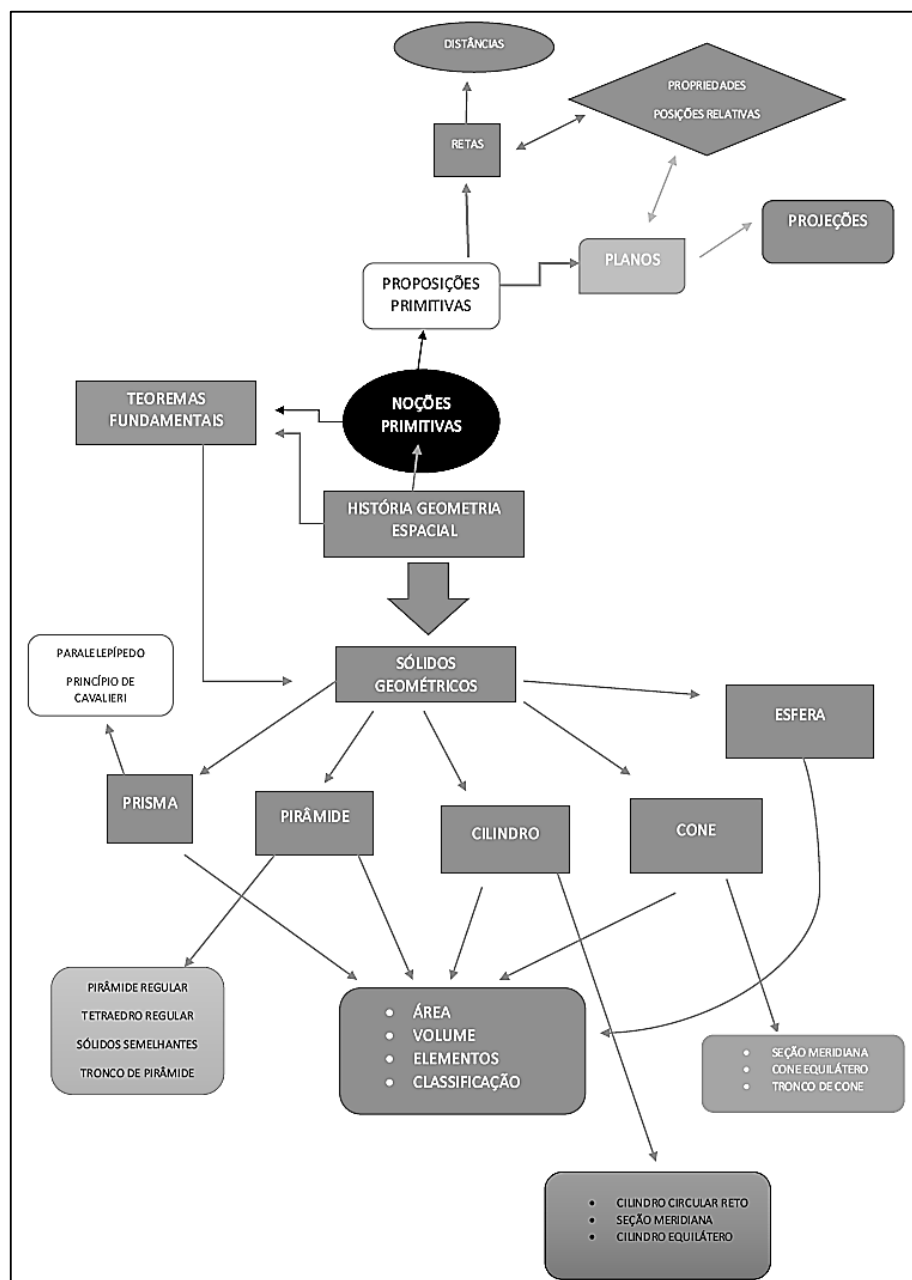 DISTÂNCIAS
PROPRIEDADES
POSIÇÕES RELATIVAS
RETAS
PROJEÇÕES
PLANOS
PROPOSIÇÕES
PRIMITIVAS
NOÇÕES
PRIMITIVAS
TEOREMAS
FUNDAMENTAIS
HISTÓRIA GEOMETRIA
ESPACIAL
PARALELEPÍPEDO
PRINCÍPIO DE
CAVALIERI
SÓLIDOS
GEOMÉTRICOS
ESFERA
PRISMA
PIRÂMIDE
CILINDRO
CONE
PIRÂMIDE REGULAR
TETRAEDRO REGULAR
SÓLIDOS SEMELHANTES
TRONCO DE PIRÂMIDE
• ÁREA
• VOLUME
• ELEMENTOS
• CLASSIFICAÇÃO
• SEÇÃO MERIDIANA
• CONE EQUILÁTERO
• TRONCO DE CONE
• CILINDRO CIRCULAR RETO
• SEÇÃO MERIDIANA
• CILINDRO EQUILÁTERO